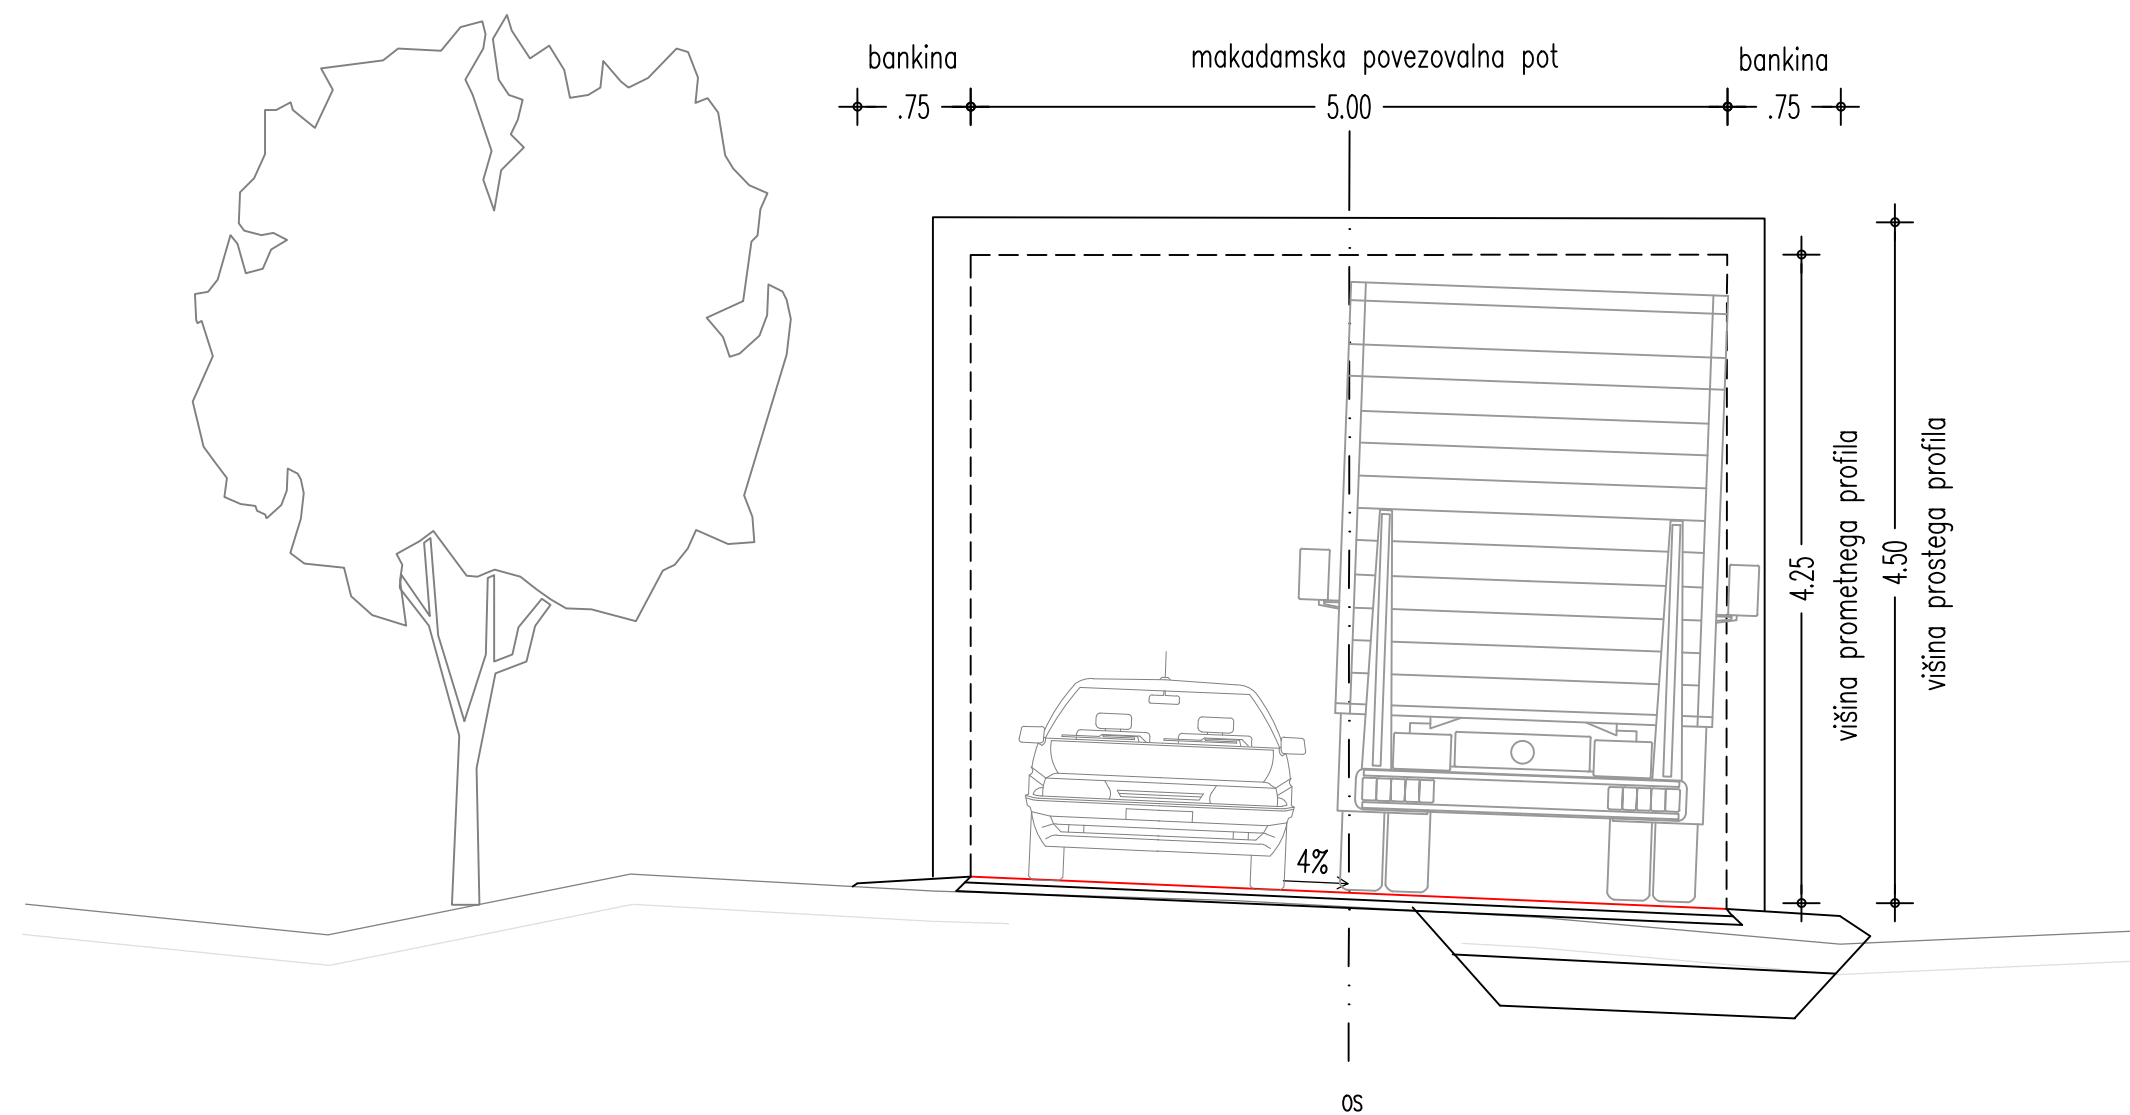 bankina
makadamska povezovalna pot
bankina
.75
5.00
.75
4.25
višina prometnega profila
4.50
višina prostega profila
4%
os